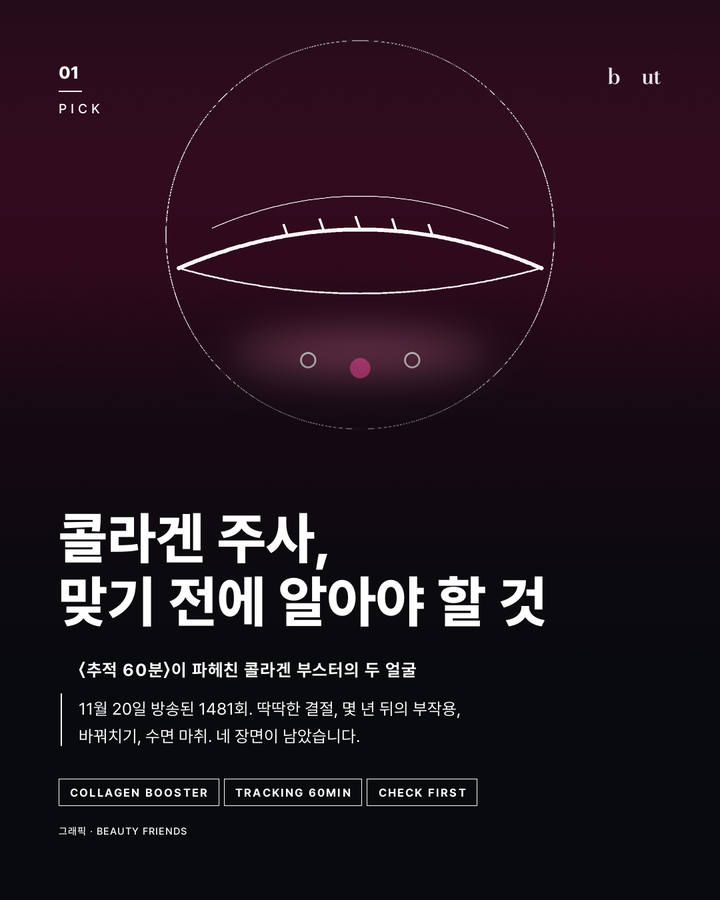 01
PICK
b ut
콜라겐 주사,
맞기 전에 알아야 할 것
〈추적 60분〉이 파헤친 콜라겐 부스터의 두 얼굴
11월 20일 방송된 1481회. 딱딱한 결절, 몇 년 뒤의 부작용,
바꿔치기, 수면 마취. 네 장면이 남았습니다.
COLLAGEN BOOSTER
TRACKING 60MIN
CHECK FIRST
그래픽 · BEAUTY FRIENDS